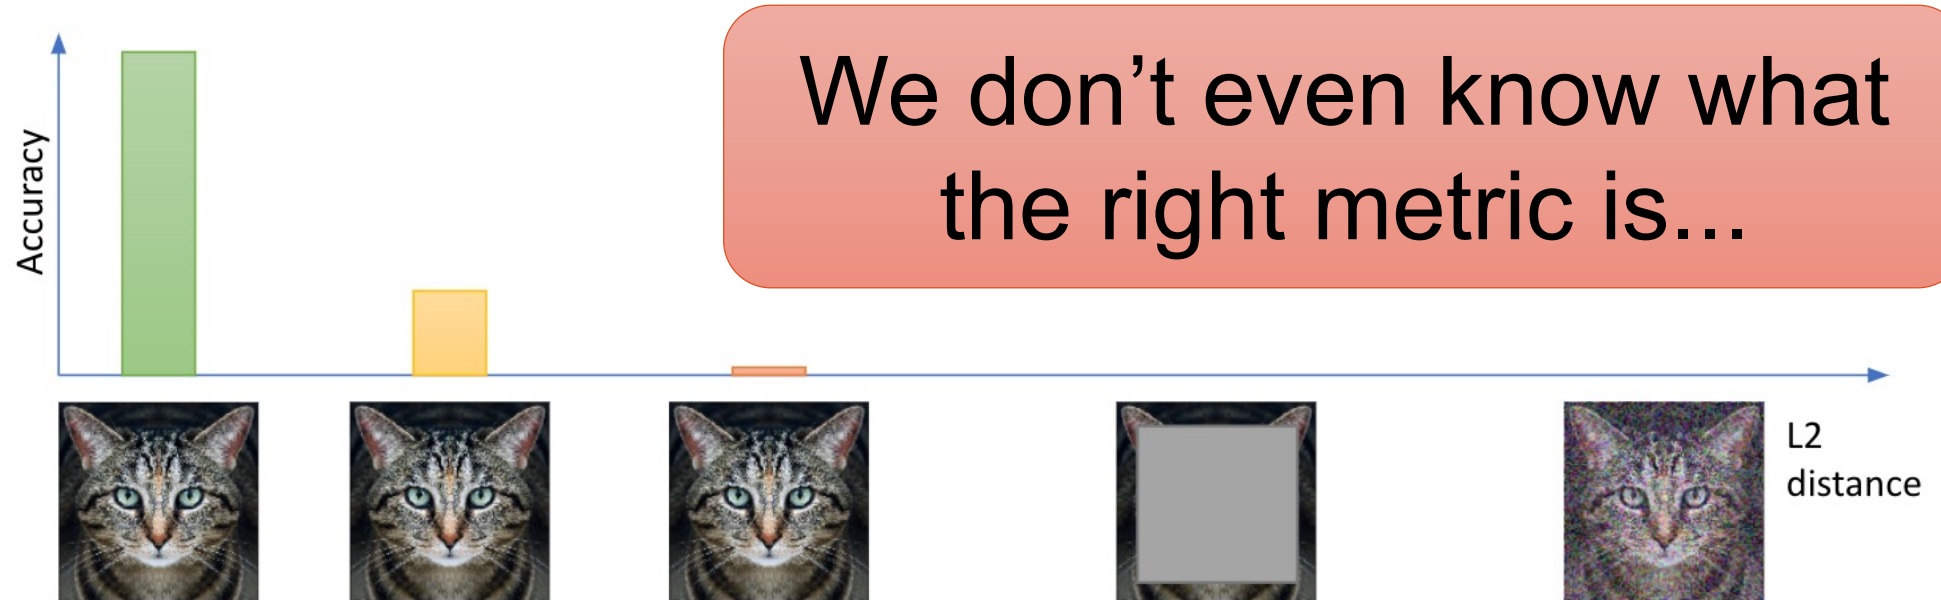 We don’t even know what
the right metric is...
Accuracy
L2
distance